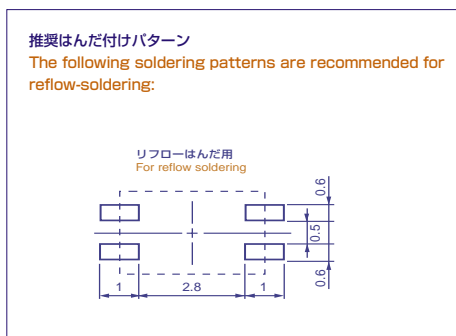 推奨はんだ付けパターン
The following soldering patterns are recommended for
reflow-soldering:
リフローはんだ用
For reflow soldering
0.6
0.5
0.6
1
2.8
1